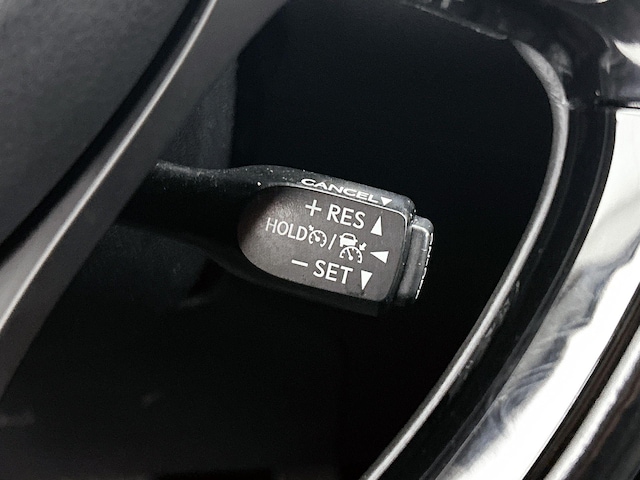 CANCEL▼
+ RES ▲
HOLD /
− SET ▼